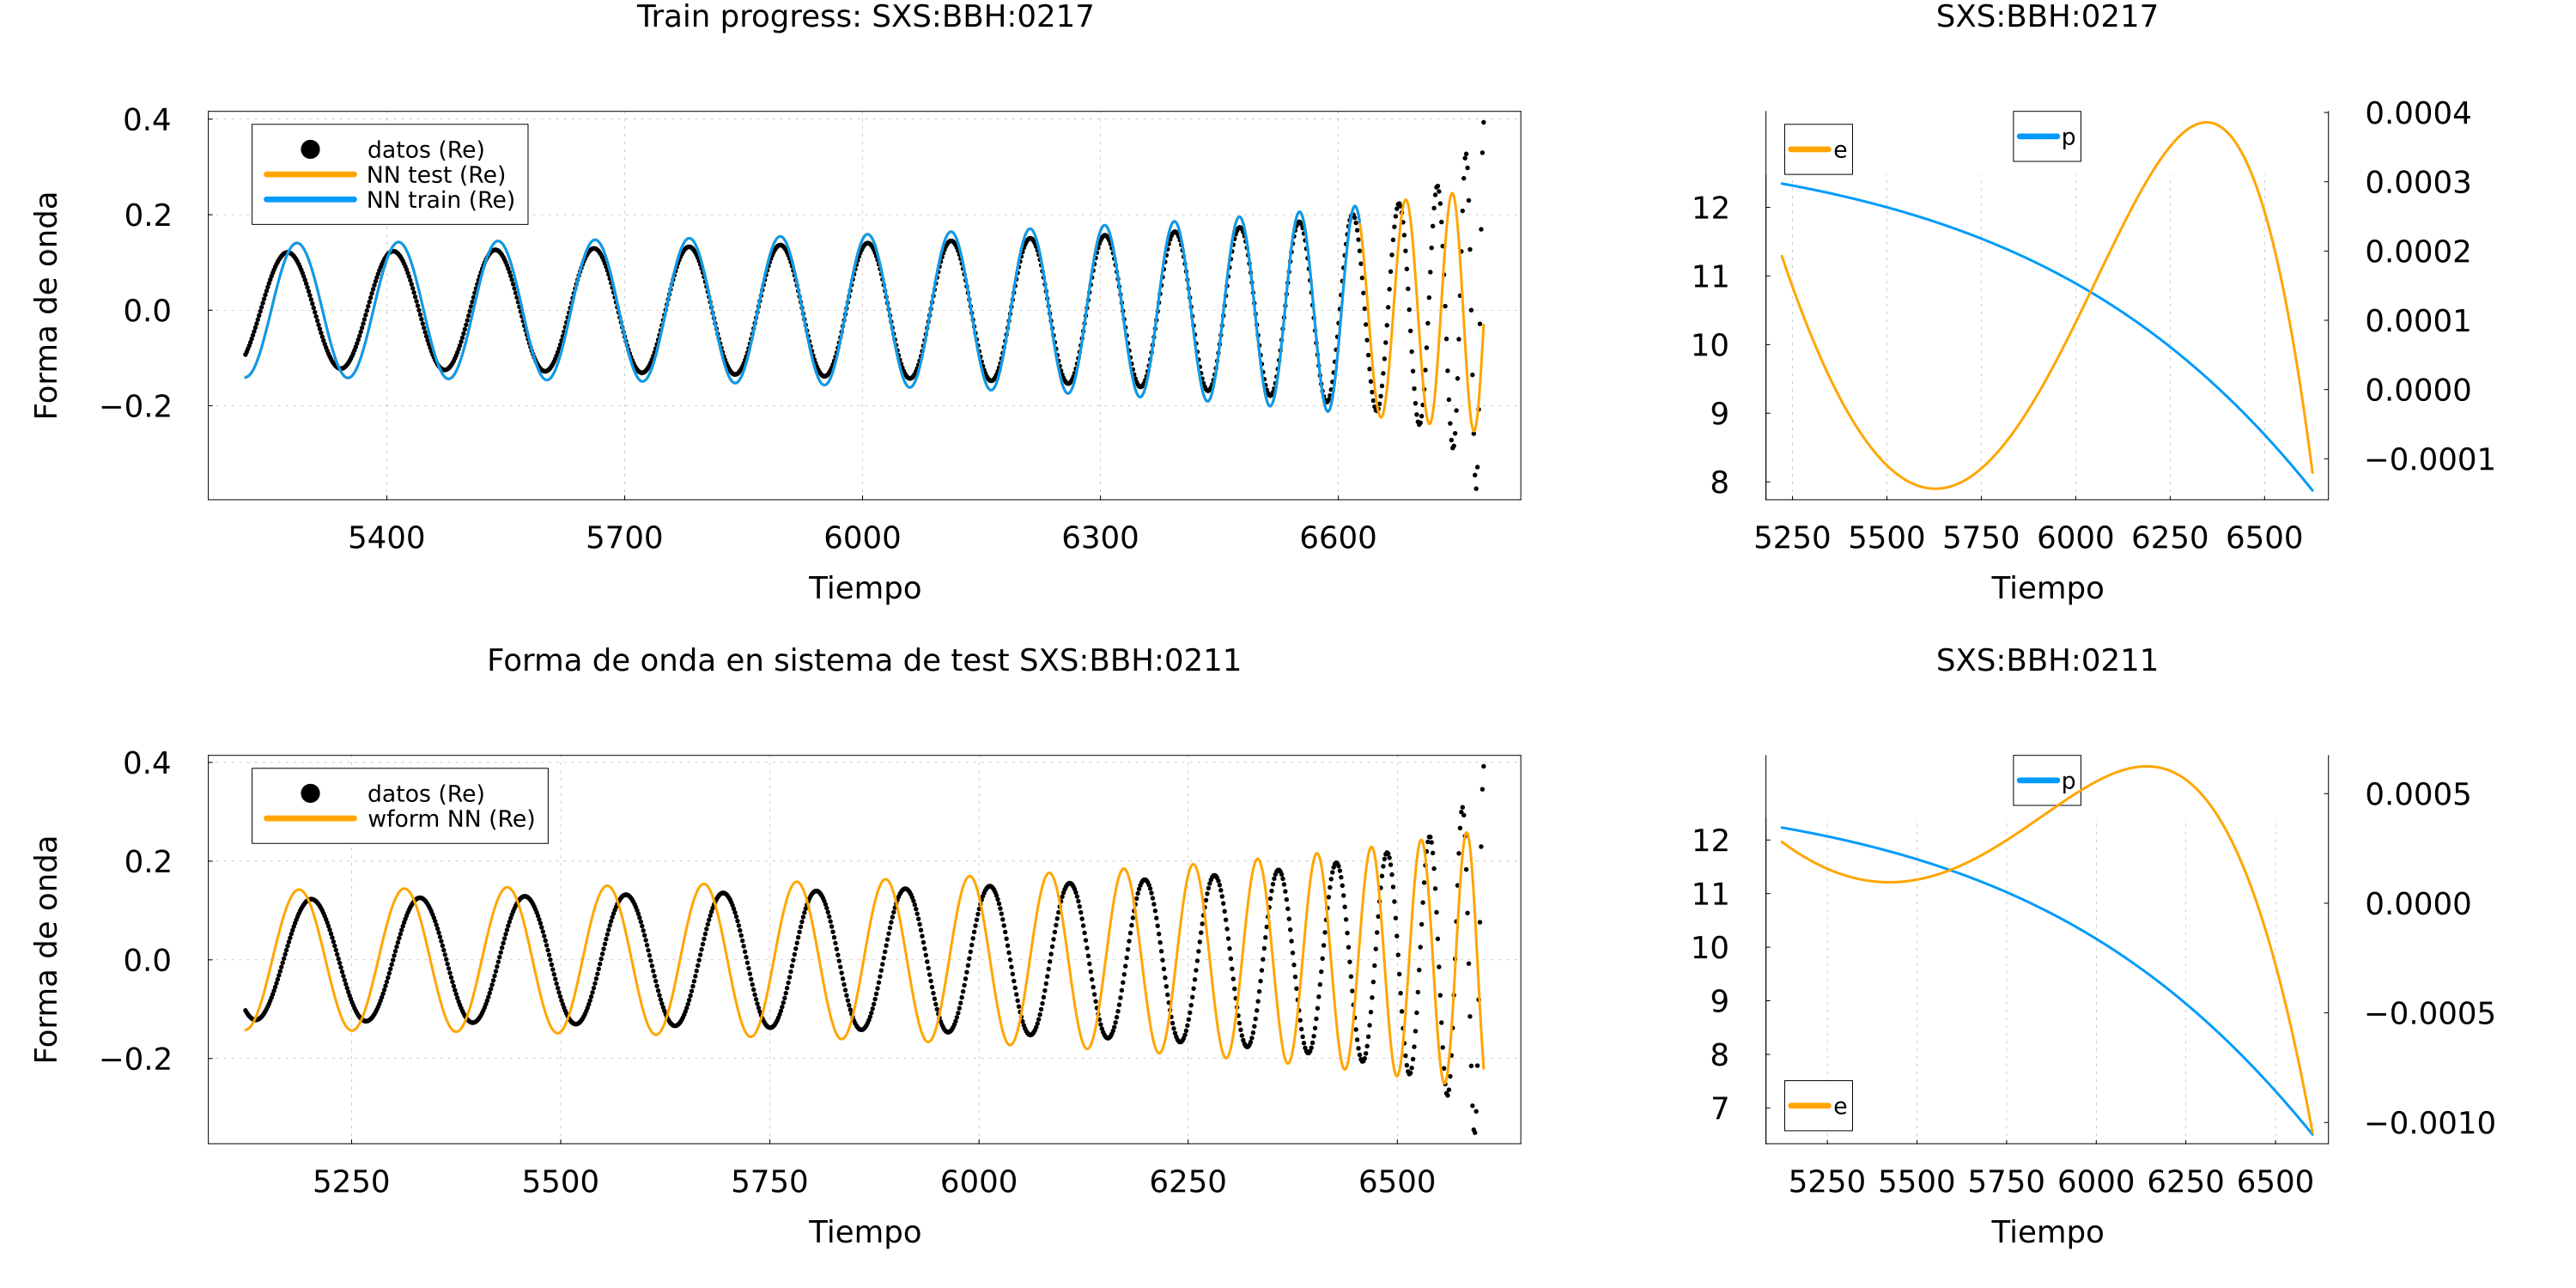 Train progress: SXS:BBH:0217
Forma de onda
0.4
0.2
0.0
−0.2
datos (Re)
NN test (Re)
NN train (Re)
5400 5700 6000 6300 6600
Tiempo
SXS:BBH:0217
12
11
10
9
8
e
p
0.0004
0.0003
0.0002
0.0001
0.0000
−0.0001
5250 5500 5750 6000 6250 6500
Tiempo
Forma de onda en sistema de test SXS:BBH:0211
Forma de onda
0.4
0.2
0.0
−0.2
datos (Re)
wform NN (Re)
5250 5500 5750 6000 6250 6500
Tiempo
SXS:BBH:0211
12
11
10
9
8
7
p
e
0.0005
0.0000
−0.0005
−0.0010
5250 5500 5750 6000 6250 6500
Tiempo